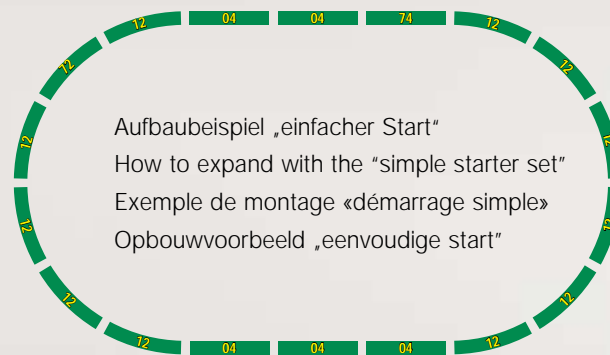 12 04 04 74 12
12 12
12 12
Aufbaubeispiel „einfacher Start“
How to expand with the “simple starter set”
Exemple de montage «démarrage simple»
Opbouwvoorbeeld „eenvoudige start”
12 12
12 12
12 04 04 04 12